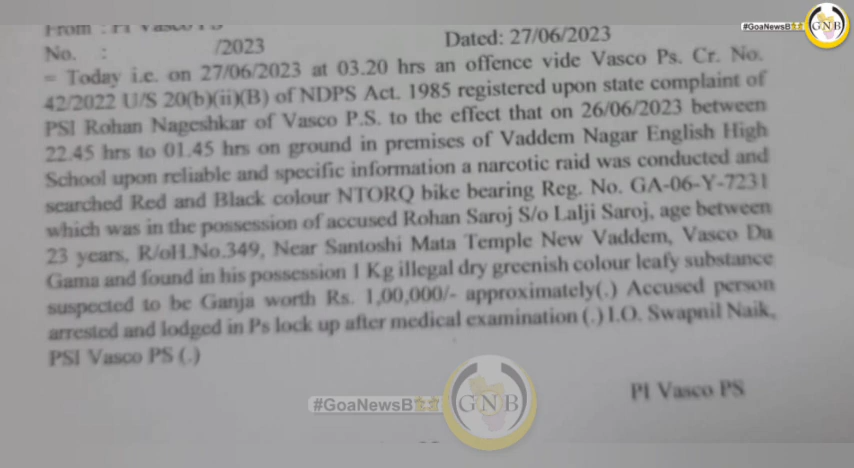 #GoaNewsB
GNB
From : PI Vasco PS
No. : /2023 Dated: 27/06/2023
= Today i.e. on 27/06/2023 at 03.20 hrs an offence vide Vasco Ps. Cr. No.
42/2022 U/S 20(b)(ii)(B) of NDPS Act. 1985 registered upon state complaint of
PSI Rohan Nageshkar of Vasco P.S. to the effect that on 26/06/2023 between
22.45 hrs to 01.45 hrs on ground in premises of Vaddem Nagar English High
School upon reliable and specific information a narcotic raid was conducted and
searched Red and Black colour NTORQ bike bearing Reg. No. GA-06-Y-7231
which was in the possession of accused Rohan Saroj S/o Lalji Saroj, age between
23 years, R/oH.No.349, Near Santoshi Mata Temple New Vaddem, Vasco Da
Gama and found in his possession 1 Kg illegal dry greenish colour leafy substance
suspected to be Ganja worth Rs. 1,00,000/- approximately(.) Accused person
arrested and lodged in Ps lock up after medical examination (.) I.O. Swapnil Naik,
PSI Vasco PS (.)
PI Vasco PS
#GoaNewsB
GNB